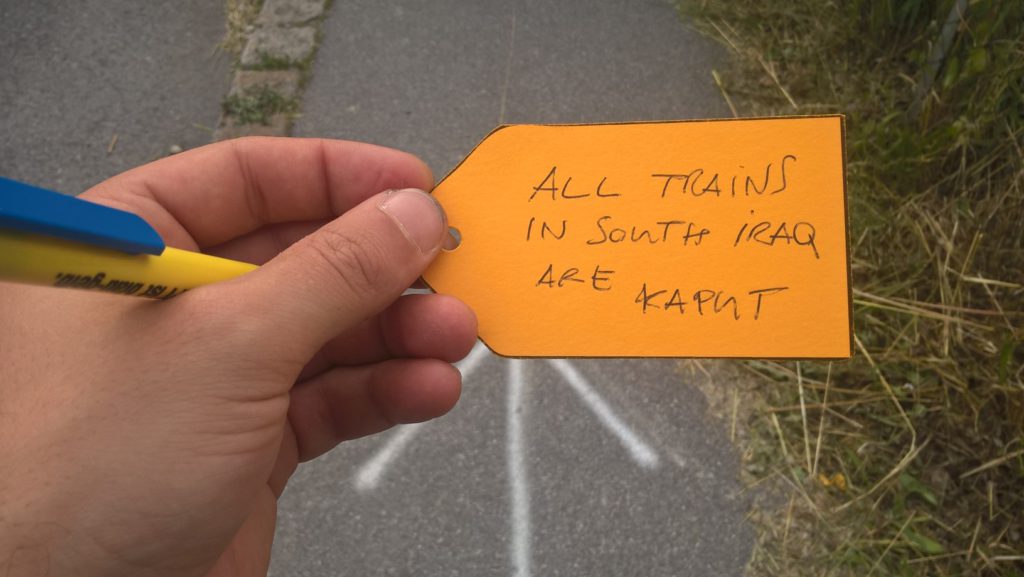 ALL TRAiNS
IN SOUTH iRAQ
ARE KAPUT